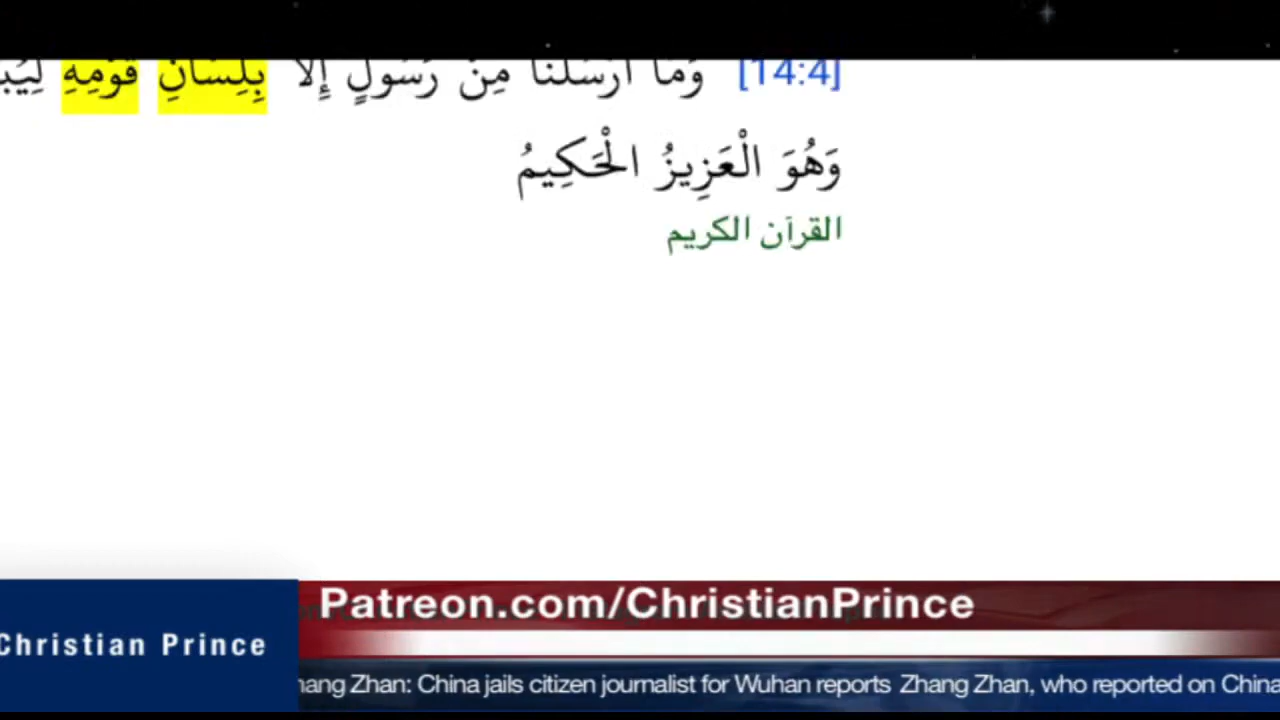 [14:4] وَمَا أَرْسَلْنَا مِنْ رَسُولٍ إِلَّا بِلِسَانِ قَوْمِهِ
وَهُوَ الْعَزِيزُ الْحَكِيمُ
القرآن الكريم
Patreon.com/ChristianPrince
Christian Prince
Zhan: China jails citizen journalist for Wuhan reports Zhang Zhan, who reported on China